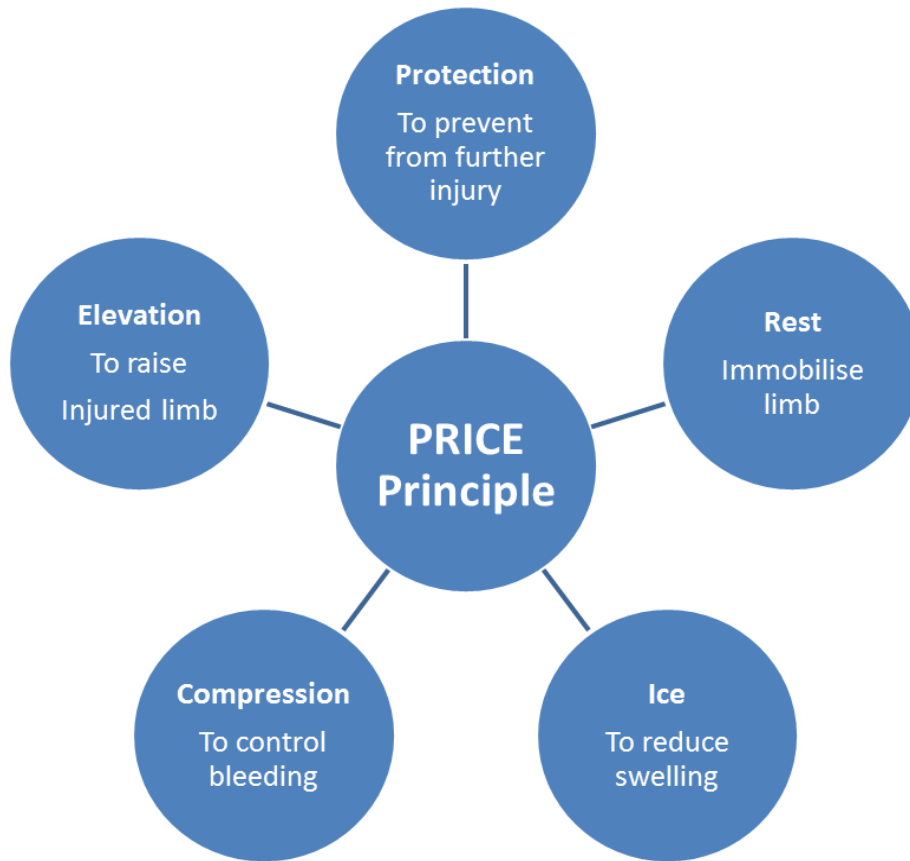 Protection
To prevent
from further
injury
Elevation
To raise
Injured limb
Rest
Immobilise
limb
PRICE
Principle
Compression
To control
bleeding
Ice
To reduce
swelling